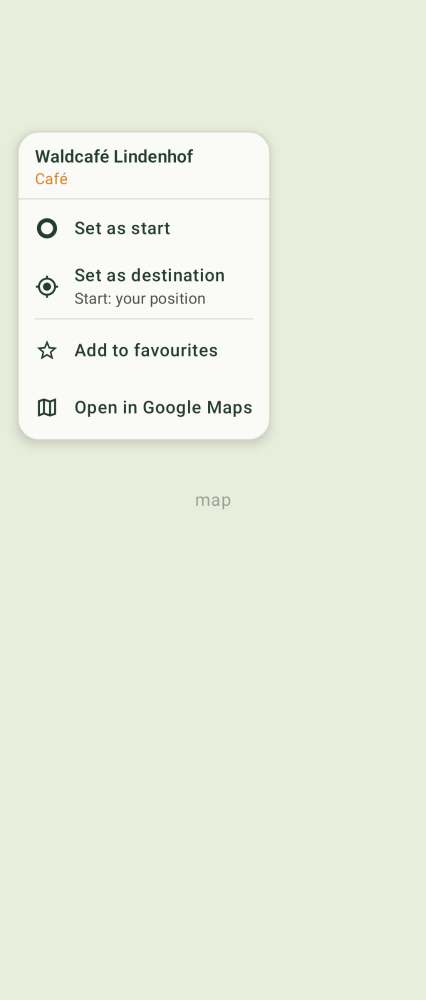 Waldcafé Lindenhof
Café
Set as start
Set as destination
Start: your position
Add to favourites
Open in Google Maps
map